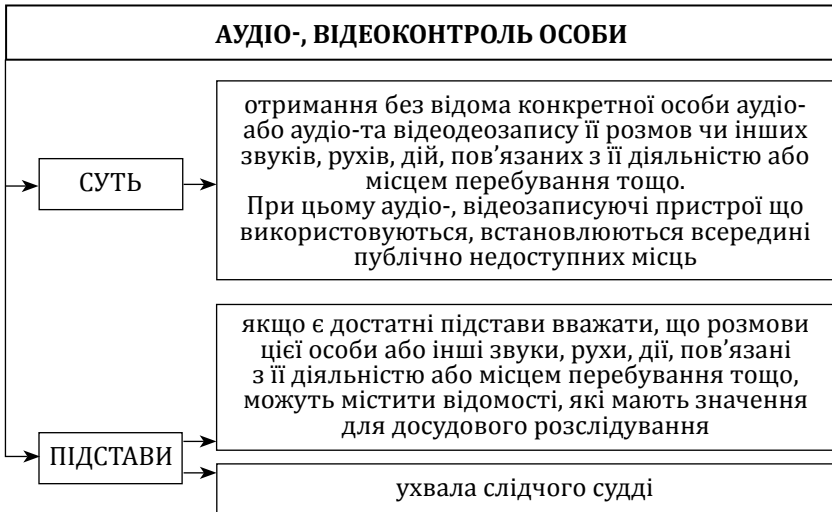 АУДІО-, ВІДЕОКОНТРОЛЬ ОСОБИ
СУТЬ
отримання без відома конкретної особи аудіо-
або аудіо-та відеодеозапису її розмов чи інших
звуків, рухів, дій, пов’язаних з її діяльністю або
місцем перебування тощо.
При цьому аудіо-, відеозаписуючі пристрої що
використовуються, встановлюються всередині
публічно недоступних місць
ПІДСТАВИ
якщо є достатні підстави вважати, що розмови
цієї особи або інші звуки, рухи, дії, пов’язані
з її діяльністю або місцем перебування тощо,
можуть містити відомості, які мають значення
для досудового розслідування
ухвала слідчого судді